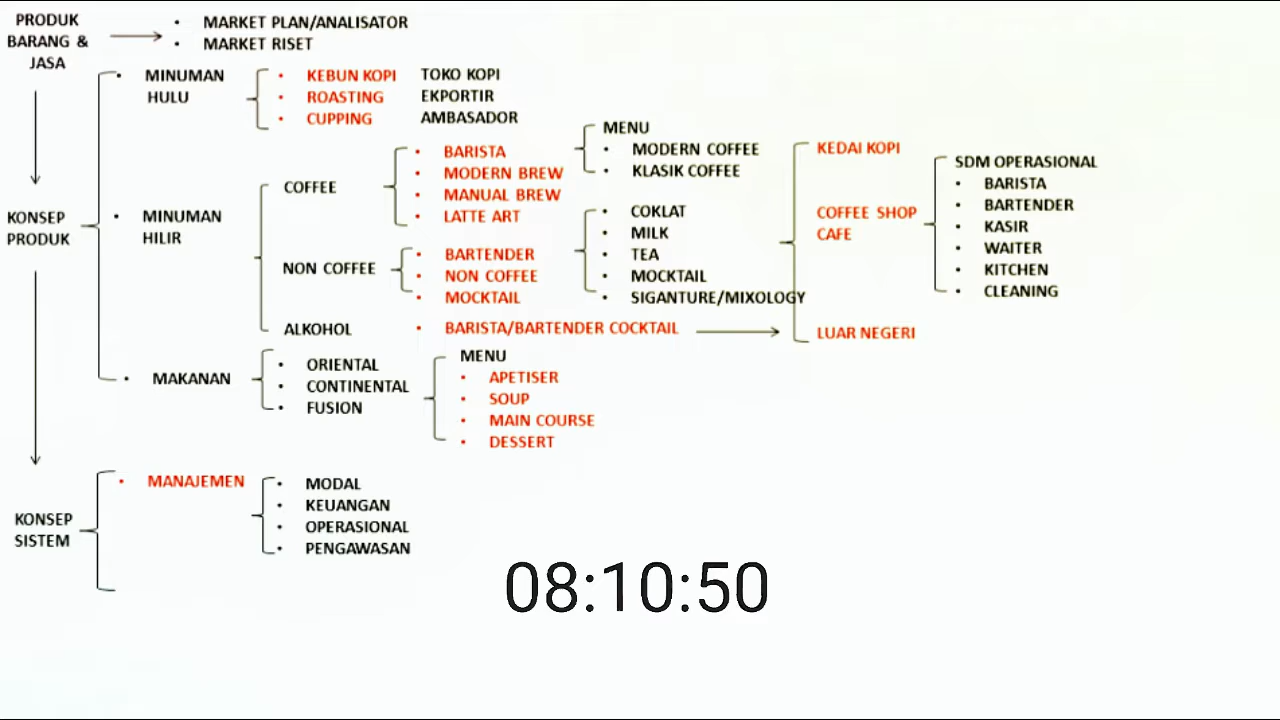 PRODUK
BARANG &
JASA
• MARKET PLAN/ANALISATOR
• MARKET RISET
• MINUMAN
HULU
• KEBUN KOPI TOKO KOPI
• ROASTING EKPORTIR
• CUPPING AMBASADOR
KONSEP
PRODUK
• MINUMAN
HILIR
COFFEE
• BARISTA
• MODERN BREW
• MANUAL BREW
• LATTE ART
MENU
• MODERN COFFEE
• KLASIK COFFEE
NON COFFEE
• BARTENDER
• NON COFFEE
• MOCKTAIL
• COKLAT
• MILK
• TEA
• MOCKTAIL
• SIGANTURE/MIXOLOGY
ALKOHOL
• BARISTA/BARTENDER COCKTAIL
KEDAI KOPI
COFFEE SHOP
CAFE
LUAR NEGERI
SDM OPERASIONAL
• BARISTA
• BARTENDER
• KASIR
• WAITER
• KITCHEN
• CLEANING
• MAKANAN
• ORIENTAL
• CONTINENTAL
• FUSION
MENU
• APETISER
• SOUP
• MAIN COURSE
• DESSERT
KONSEP
SISTEM
• MANAJEMEN
• MODAL
• KEUANGAN
• OPERASIONAL
• PENGAWASAN
08:10:50